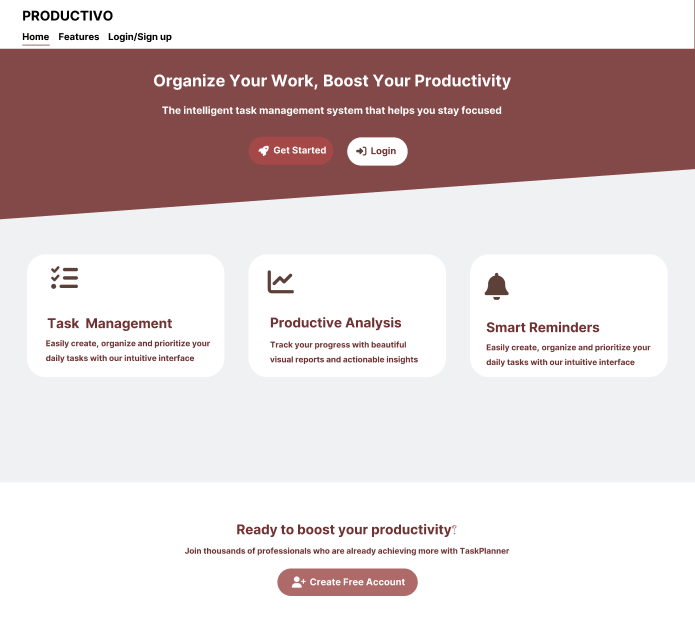 PRODUCTIVO
Home Features Login/Sign up
Organize Your Work, Boost Your Productivity
The intelligent task management system that helps you stay focused
Get Started
Login
Task Management
Easily create, organize and prioritize your
daily tasks with our intuitive interface
Productive Analysis
Track your progress with beautiful
visual reports and actionable insights
Smart Reminders
Easily create, organize and prioritize your
daily tasks with our intuitive interface
Ready to boost your productivity?
Join thousands of professionals who are already achieving more with TaskPlanner
Create Free Account